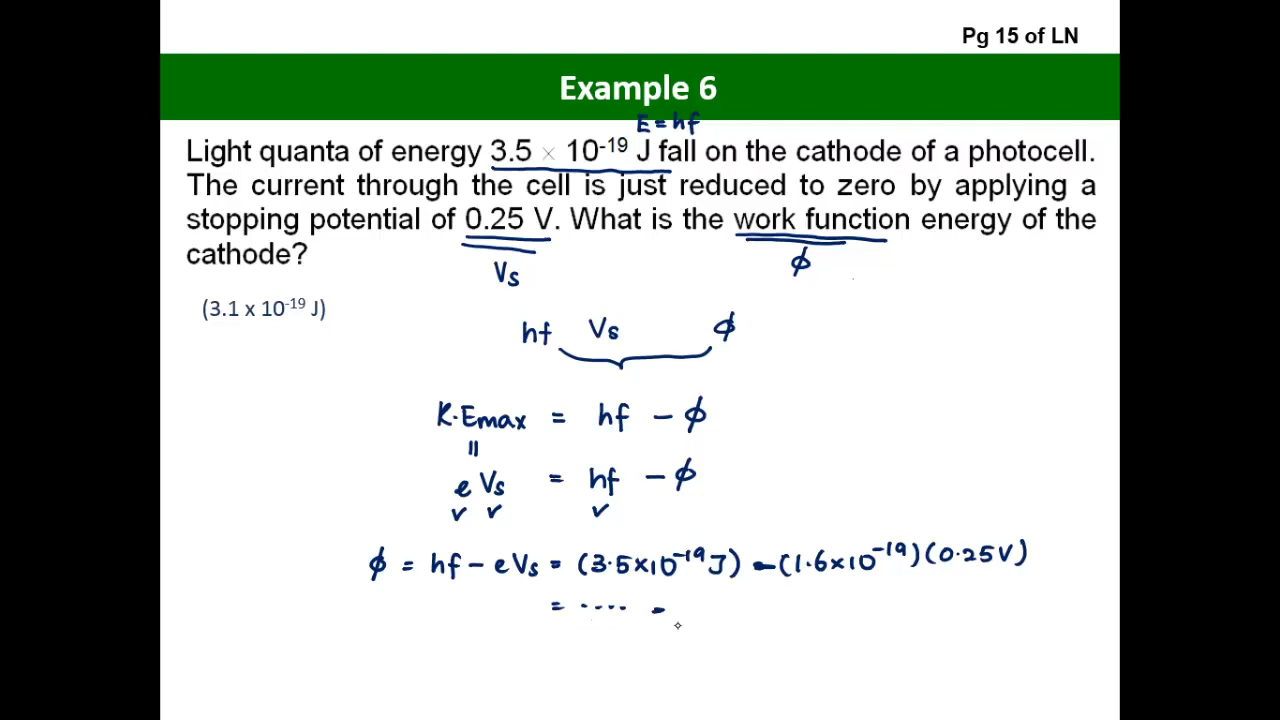 Pg 15 of LN
Example 6
E = hf
Light quanta of energy 3.5 × 10⁻¹⁹ J fall on the cathode of a photocell.
The current through the cell is just reduced to zero by applying a
stopping potential of 0.25 V. What is the work function energy of the
cathode?
Vs ϕ
(3.1 x 10⁻¹⁹ J)
hf Vs ϕ
K.Emax = hf - ϕ
=
eVs = hf - ϕ
ϕ = hf - eVs = (3.5×10⁻¹⁹J) - (1.6×10⁻¹⁹)(0.25V)
= .....